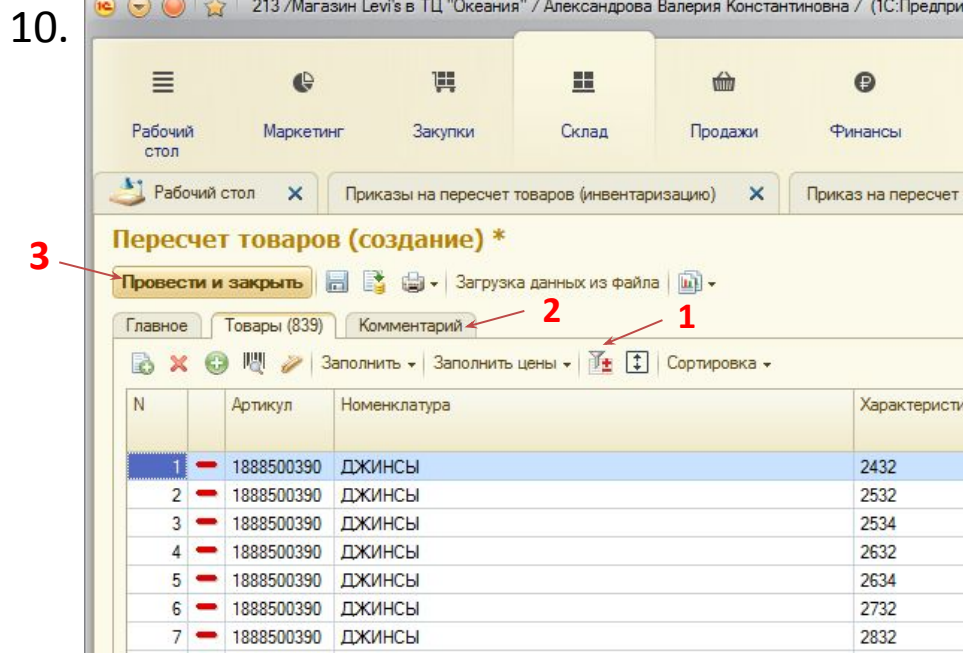 10.
213 /Магазин Levi's в ТЦ "Океания" / Александрова Валерия Константиновна / (1С:Предпри
Рабочий стол Маркетинг Закупки Склад Продажи Финансы
Рабочий стол Приказы на пересчет товаров (инвентаризацию) Приказ на пересчет
Пересчет товаров (создание) *
3
Провести и закрыть Загрузка данных из файла
Главное Товары (839) Комментарий 2 1
Заполнить Заполнить цены Сортировка
N Артикул Номенклатура Характеристи
1 1888500390 ДЖИНСЫ 2432
2 1888500390 ДЖИНСЫ 2532
3 1888500390 ДЖИНСЫ 2534
4 1888500390 ДЖИНСЫ 2632
5 1888500390 ДЖИНСЫ 2634
6 1888500390 ДЖИНСЫ 2732
7 1888500390 ДЖИНСЫ 2832